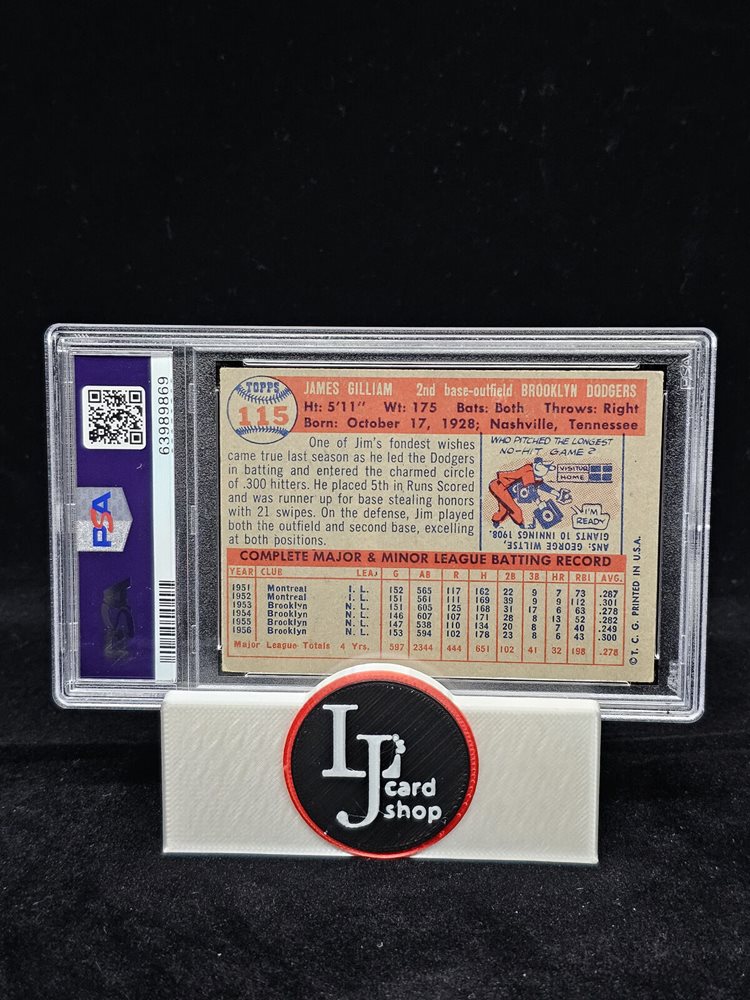 63989869
PSA
TOPPS
115
JAMES GILLIAM 2nd base-outfield BROOKLYN DODGERS
Ht: 5'11" Wt: 175 Bats: Both Throws: Right
Born: October 17, 1928; Nashville, Tennessee
One of Jim's fondest wishes
came true last season as he led the Dodgers
in batting and entered the charmed circle
of .300 hitters. He placed 5th in Runs Scored
and was runner up for base stealing honors
with 21 swipes. On the defense, Jim played
both the outfield and second base, excelling
at both positions.
WHO PITCHED THE LONGEST
NO-HIT GAME?
VISITOR
HOME
I'M
READY
ANS: GEORGE WILTSE,
GIANTS 10 INNINGS 1908.
COMPLETE MAJOR & MINOR LEAGUE BATTING RECORD
YEAR CLUB LEA. G AB R H 2B 3B HR RBI AVG.
1951 Montreal I. L. 152 565 117 162 22 9 7 73 .287
1952 Montreal I. L. 151 561 111 169 39 9 9 112 .301
1953 Brooklyn N. L. 151 605 125 168 31 17 6 63 .278
1954 Brooklyn N. L. 146 607 107 171 28 8 13 52 .282
1955 Brooklyn N. L. 147 538 110 134 20 8 7 40 .249
1956 Brooklyn N. L. 153 594 102 178 23 8 6 43 .300
Major League Totals 4 Yrs. 597 2344 444 651 102 41 32 198 .278
© T. C. G. PRINTED IN U.S.A.
LJ's
card
shop